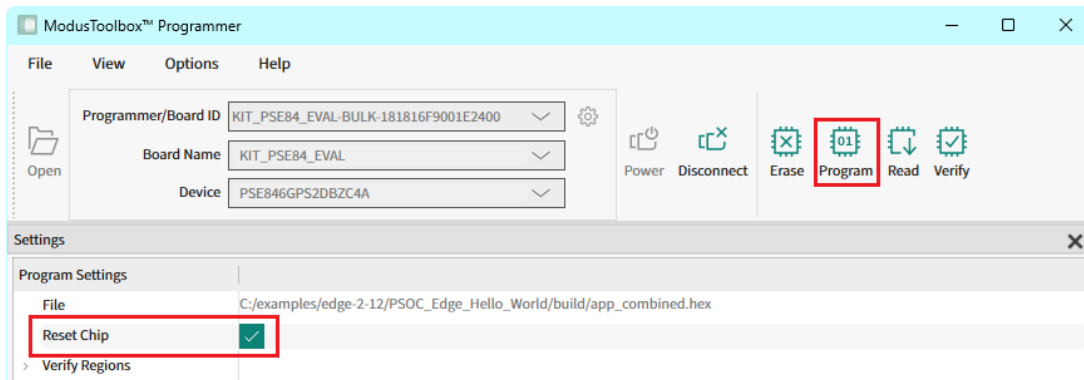 ModusToolbox™ Programmer
File View Options Help
Open
Programmer/Board ID KIT_PSE84_EVAL-BULK-181816F9001E2400
Board Name KIT_PSE84_EVAL
Device PSE846GPS2DBZC4A
Power Disconnect Erase Program Read Verify
01
Settings
Program Settings
File C:/examples/edge-2-12/PSOC_Edge_Hello_World/build/app_combined.hex
Reset Chip
Verify Regions